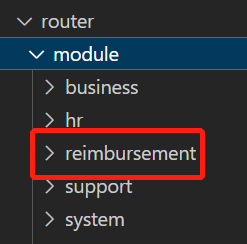 router
module
business
hr
reimbursement
support
system